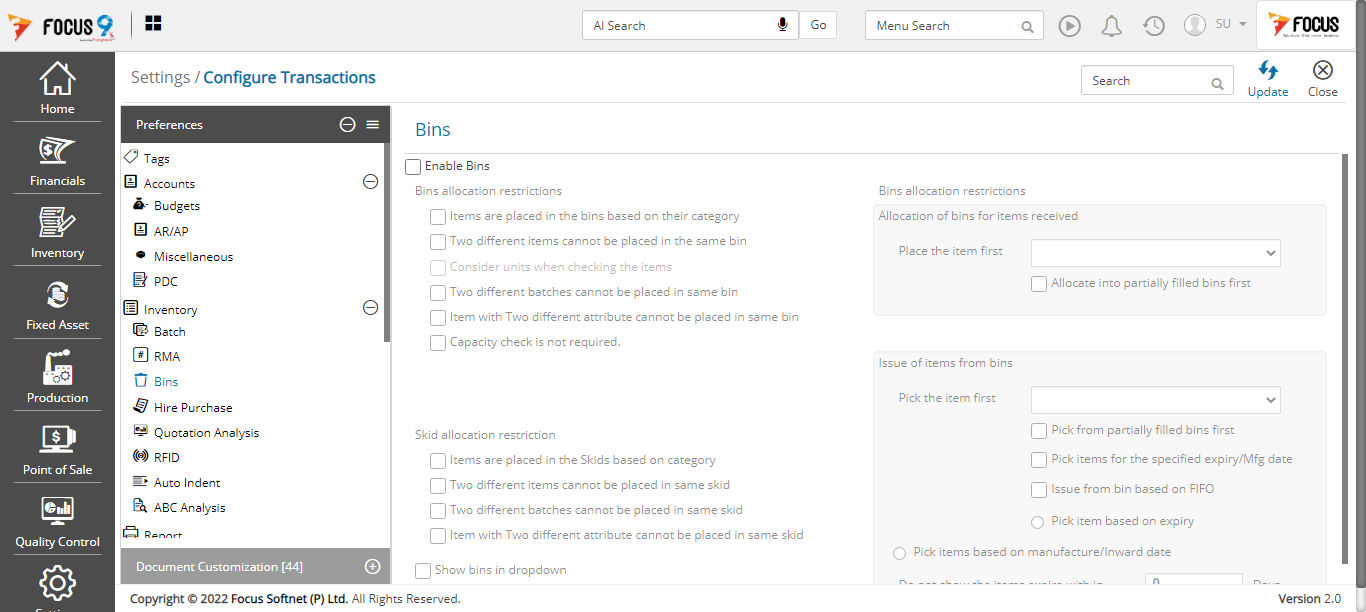 FOCUS 9
AI Search
Go
Menu Search
SU
FOCUS
Home
Financials
Inventory
Fixed Asset
Production
Point of Sale
Quality Control
Settings / Configure Transactions
Search
Update
Close
Preferences
Tags
Accounts
Budgets
AR/AP
Miscellaneous
PDC
Inventory
Batch
RMA
Bins
Hire Purchase
Quotation Analysis
RFID
Auto Indent
ABC Analysis
Report
Document Customization [44]
Bins
Enable Bins
Bins allocation restrictions
Items are placed in the bins based on their category
Two different items cannot be placed in the same bin
Consider units when checking the items
Two different batches cannot be placed in same bin
Item with Two different attribute cannot be placed in same bin
Capacity check is not required.
Skid allocation restriction
Items are placed in the Skids based on category
Two different items cannot be placed in same skid
Two different batches cannot be placed in same skid
Item with Two different attribute cannot be placed in same skid
Show bins in dropdown
Bins allocation restrictions
Allocation of bins for items received
Place the item first
Allocate into partially filled bins first
Issue of items from bins
Pick the item first
Pick from partially filled bins first
Pick items for the specified expiry/Mfg date
Issue from bin based on FIFO
Pick item based on expiry
Pick items based on manufacture/Inward date
Do not show the items expire with in 0 Days
Copyright © 2022 Focus Softnet (P) Ltd. All Rights Reserved.
Version 2.0